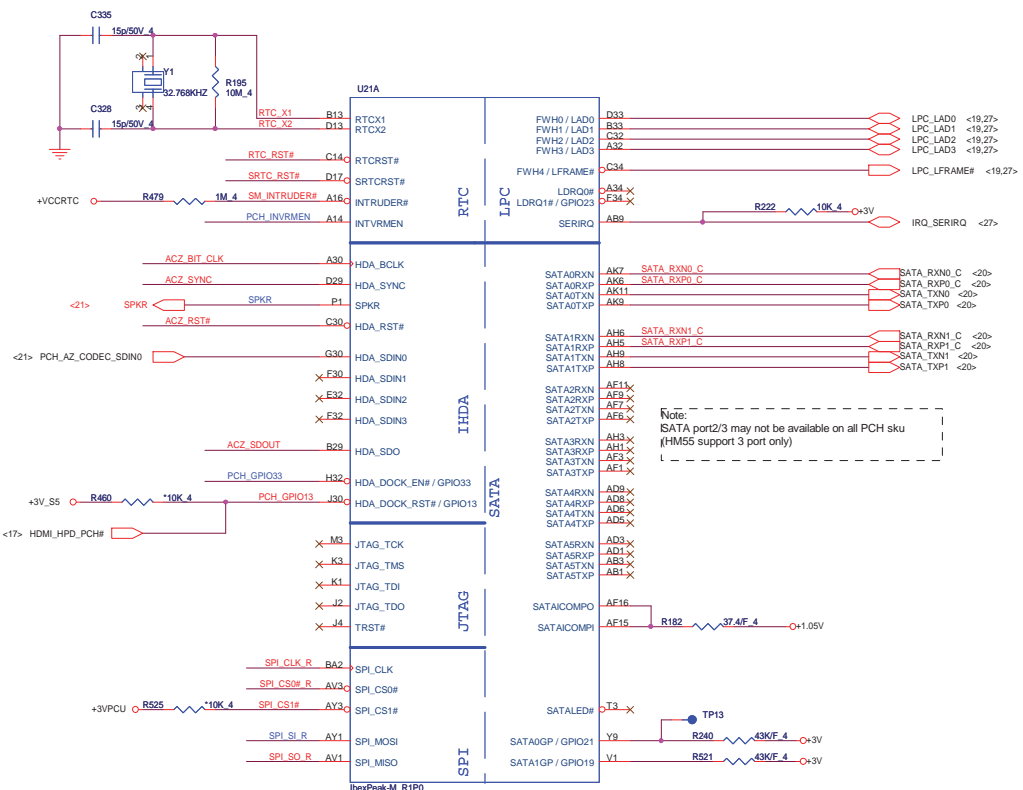 C335
15p/50V_4
2
1
Y1
32.768KHZ
3
4
R195
10M_4
C328
15p/50V_4
U21A
RTC_X1 B13 RTCX1
RTC_X2 D13 RTCX2
RTC_RST# C14 RTCRST#
SRTC_RST# D17 SRTCRST#
+VCCRTC R479 1M_4 SM_INTRUDER# A16 INTRUDER#
PCH_INVRMEN A14 INTVRMEN
RTC
LPC
FWH0 / LAD0 D33 LPC_LAD0 <19,27>
FWH1 / LAD1 B33 LPC_LAD1 <19,27>
FWH2 / LAD2 C32 LPC_LAD2 <19,27>
FWH3 / LAD3 A32 LPC_LAD3 <19,27>
FWH4 / LFRAME# C34 LPC_LFRAME# <19,27>
LDRQ0# A34
LDRQ1# / GPIO23 F34
R222 10K_4 +3V
SERIRQ AB9 IRQ_SERIRQ <27>
ACZ_BIT_CLK A30 HDA_BCLK
ACZ_SYNC D29 HDA_SYNC
<21> SPKR SPKR P1 SPKR
ACZ_RST# C30 HDA_RST#
<21> PCH_AZ_CODEC_SDIN0 G30 HDA_SDIN0
F30 HDA_SDIN1
E32 HDA_SDIN2
F32 HDA_SDIN3
ACZ_SDOUT B29 HDA_SDO
PCH_GPIO33 H32 HDA_DOCK_EN# / GPIO33
+3V_S5 R460 *10K_4 PCH_GPIO13 J30 HDA_DOCK_RST# / GPIO13
<17> HDMI_HPD_PCH#
IHDA
SATA
SATA0RXN AK7 SATA_RXN0_C SATA_RXN0_C <20>
SATA0RXP AK6 SATA_RXP0_C SATA_RXP0_C <20>
SATA0TXN AK11 SATA_TXN0 <20>
SATA0TXP AK9 SATA_TXP0 <20>
SATA1RXN AH6 SATA_RXN1_C SATA_RXN1_C <20>
SATA1RXP AH5 SATA_RXP1_C SATA_RXP1_C <20>
SATA1TXN AH9 SATA_TXN1 <20>
SATA1TXP AH8 SATA_TXP1 <20>
SATA2RXN AF11
SATA2RXP AF9
SATA2TXN AF7
SATA2TXP AF6
SATA3RXN AH3
SATA3RXP AH1
SATA3TXN AF3
SATA3TXP AF1
SATA4RXN AD9
SATA4RXP AD8
SATA4TXN AD6
SATA4TXP AD5
SATA5RXN AD3
SATA5RXP AD1
SATA5TXN AB3
SATA5TXP AB1
Note:
SATA port2/3 may not be available on all PCH sku
(HM55 support 3 port only)
SATAICOMPO AF16
SATAICOMPI AF15 R182 37.4/F_4 +1.05V
M3 JTAG_TCK
K3 JTAG_TMS
K1 JTAG_TDI
J2 JTAG_TDO
J4 TRST#
JTAG
SPI_CLK_R BA2 SPI_CLK
SPI_CS0#_R AV3 SPI_CS0#
+3VPCU R525 *10K_4 SPI_CS1# AY3 SPI_CS1#
SPI_SI_R AY1 SPI_MOSI
SPI_SO_R AV1 SPI_MISO
SPI
SATALED# T3
TP13
SATA0GP / GPIO21 Y9 R240 43K/F_4 +3V
SATA1GP / GPIO19 V1 R521 43K/F_4 +3V
IbexPeak-M_R1P0